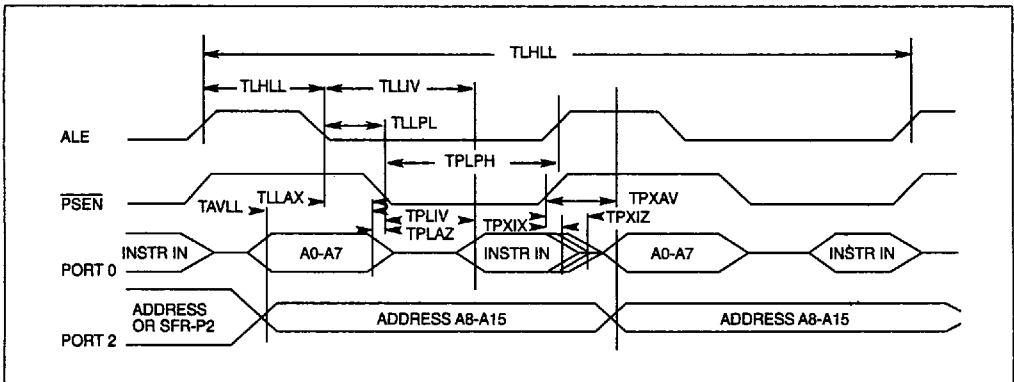 TLHLL
TLHLL TLLIV
TLLPL
ALE
TPLPH
PSEN
TLLAX
TPXAV
TAVLL
TPLIV
TPXIZ
TPLAZ
TPXIX
INSTR IN A0-A7 INSTR IN A0-A7 INSTR IN
PORT 0
ADDRESS
OR SFR-P2
ADDRESS A8-A15 ADDRESS A8-A15
PORT 2